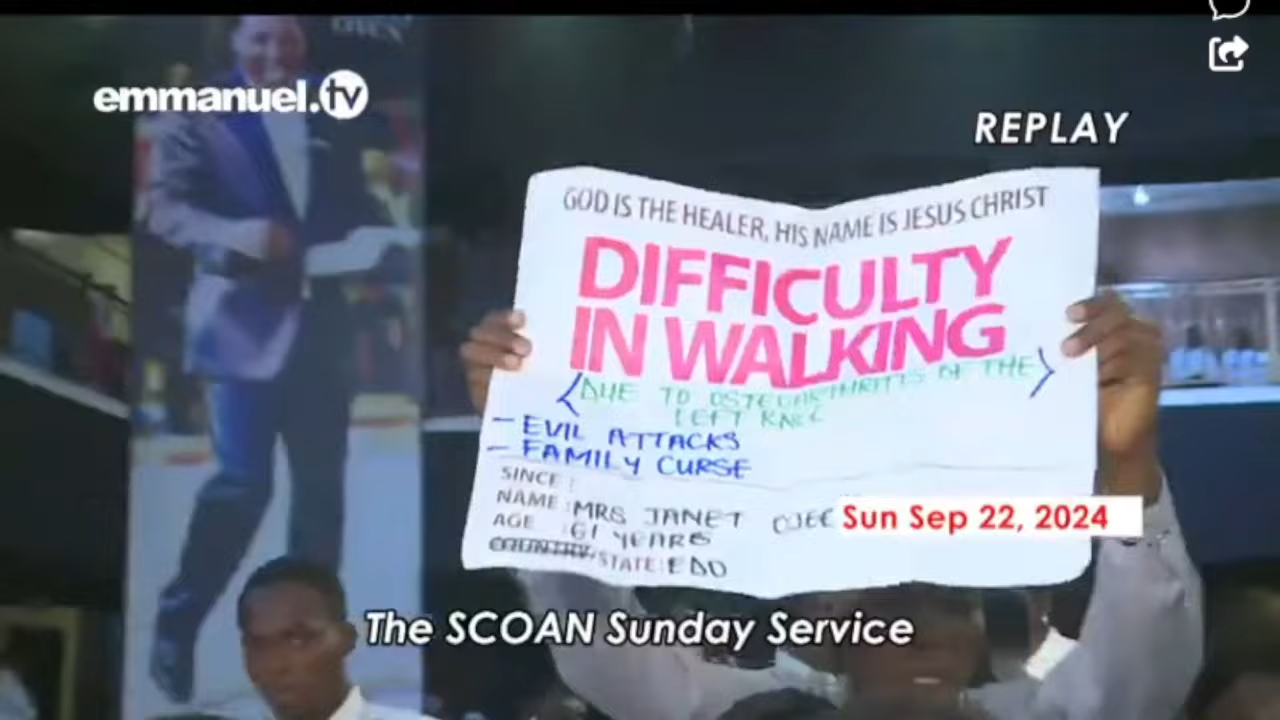 GIVEN
emmanuel.tv
REPLAY
GOD IS THE HEALER, HIS NAME IS JESUS CHRIST
DIFFICULTY
IN WALKING
<DUE TO OSTEOARTHRITIS OF THE>
LEFT KNEE
- EVIL ATTACKS
- FAMILY CURSE
SINCE :
NAME : MRS JANET
Sun Sep 22, 2024
AGE : 61 YEARS
COUNTRY/STATE: EDO
The SCOAN Sunday Service